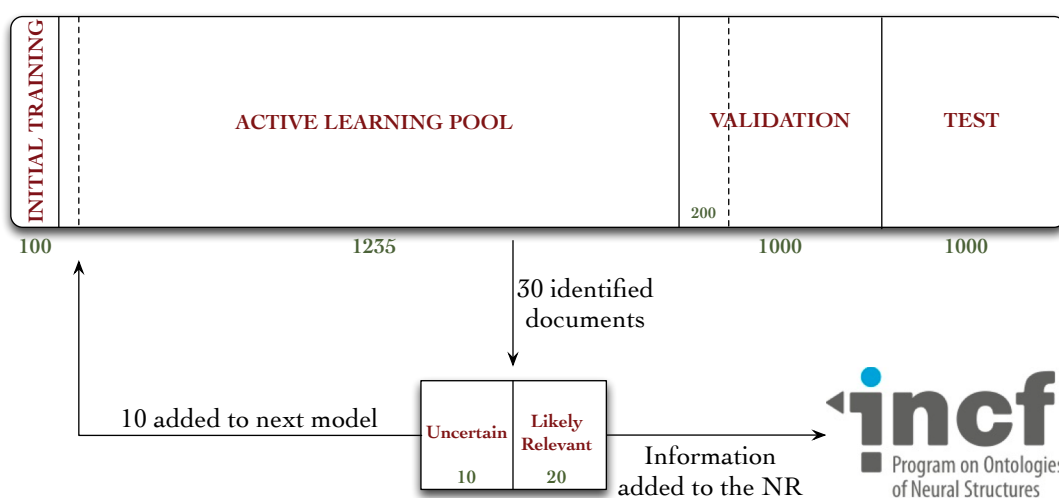 INITIAL TRAINING
ACTIVE LEARNING POOL
VALIDATION
TEST
200
100
1235
1000
1000
30 identified
documents
10 added to next model
Uncertain
10
Likely
Relevant
20
Information
added to the NR
incf
Program on Ontologies
of Neural Structures